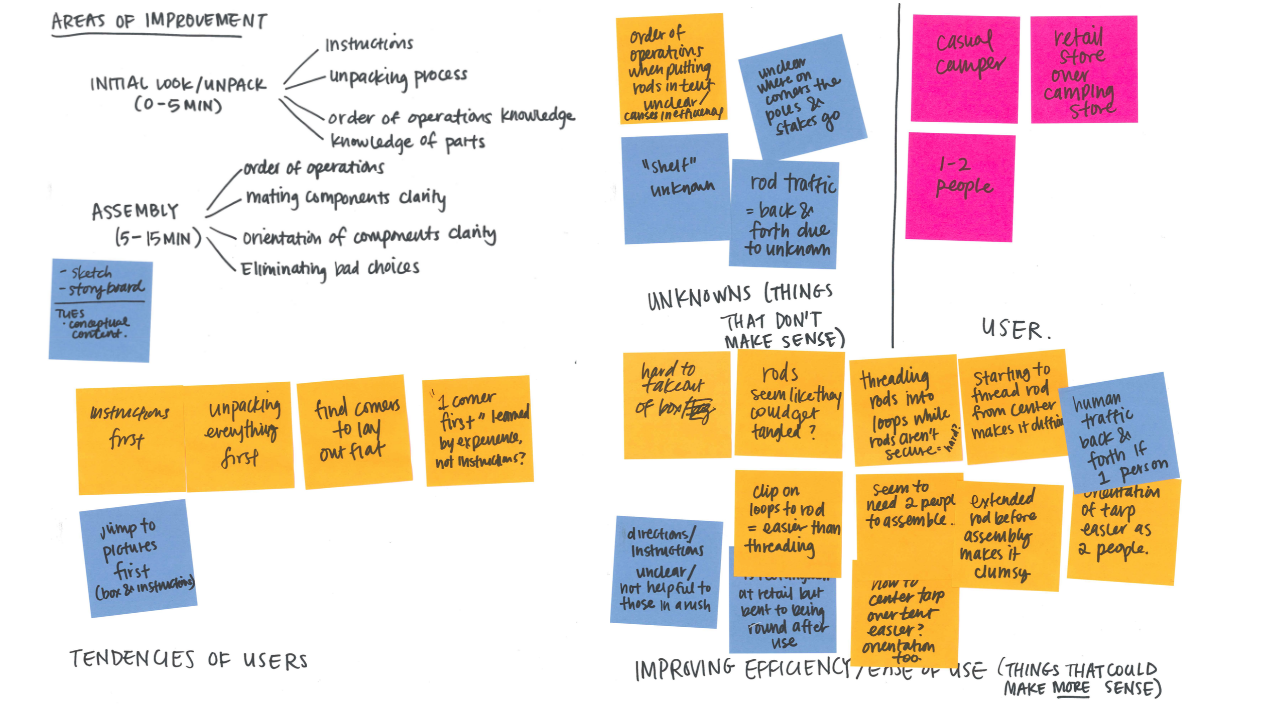 AREAS OF IMPROVEMENT
INITIAL LOOK/UNPACK
(0-5 MIN)
Instructions
unpacking process
order of operations knowledge
knowledge of parts
ASSEMBLY
(5-15 MIN)
order of operations
mating components clarity
orientation of components clarity
Eliminating bad choices
- sketch
- storyboard
TUES
· conceptual
content.
instructions
first
unpacking
everything
first
find corners
to lay
out flat
"1 corner
first" learned
by experience,
not instructions?
jump to
pictures
first
(box & instructions)
TENDENCIES OF USERS
order of
operations
when putting
rods in tent
unclear/
causes inefficiency
unclear
where on
corners the
poles &
stakes go
"shelf"
unknown
rod traffic
= back &
forth due
to unknown
UNKNOWNS (THINGS
THAT DON'T
MAKE SENSE)
casual
camper
retail
store
over
camping
store
1-2
people
USER.
hard to
takeout
of box/
rods
seem like they
could get
tangled?
threading
rods into
loops while
rods aren't
secure = hard?
starting to
thread rod
from center
makes it
human
traffic
back &
forth if
1 person
clip on
loops to rod
= easier than
threading
seem to
need 2 people
to assemble..
extended
rod before
assembly
makes it
clumsy
orientation
of tarp
easier as
2 people.
directions/
instructions
unclear/
not helpful to
those in a rush
at retail but
bent to being
round after
use
how to
center tarp
over tent
easier?
orientation
too.
IMPROVING EFFICIENCY/EASE OF USE (THINGS THAT COULD
MAKE MORE SENSE)